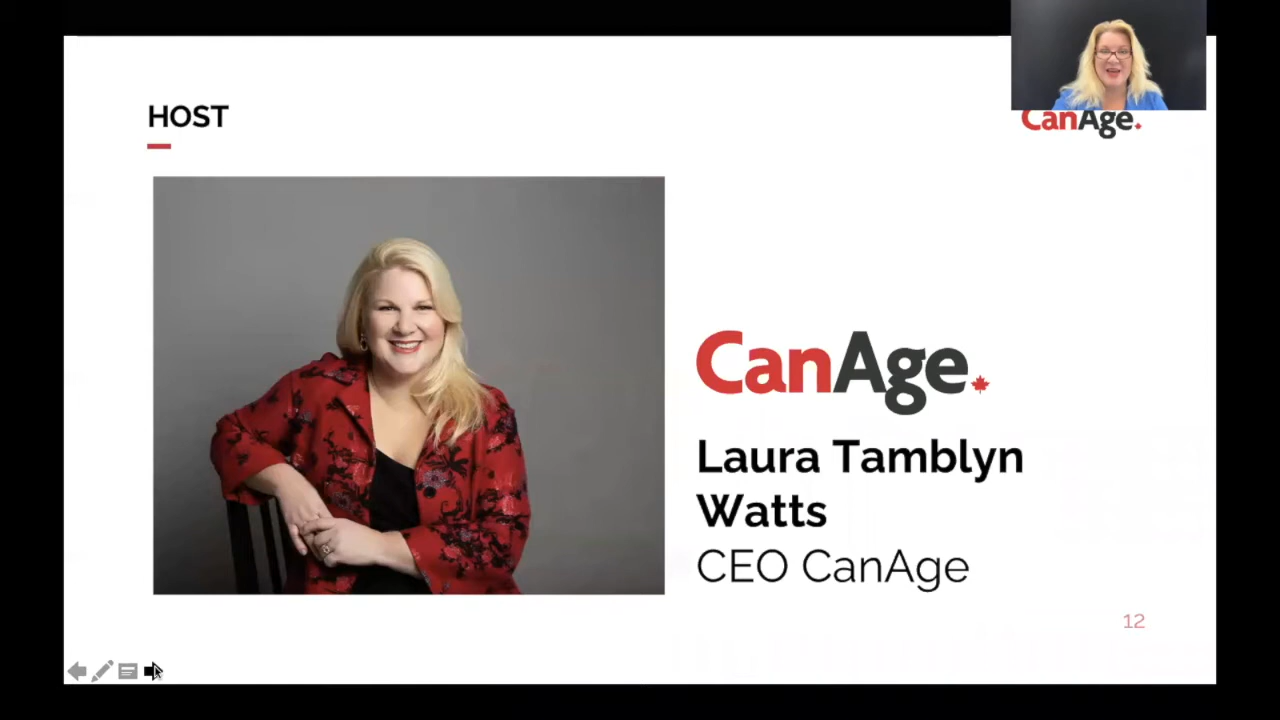 HOST
CanAge.
CanAge.
Laura Tamblyn
Watts
CEO CanAge
12